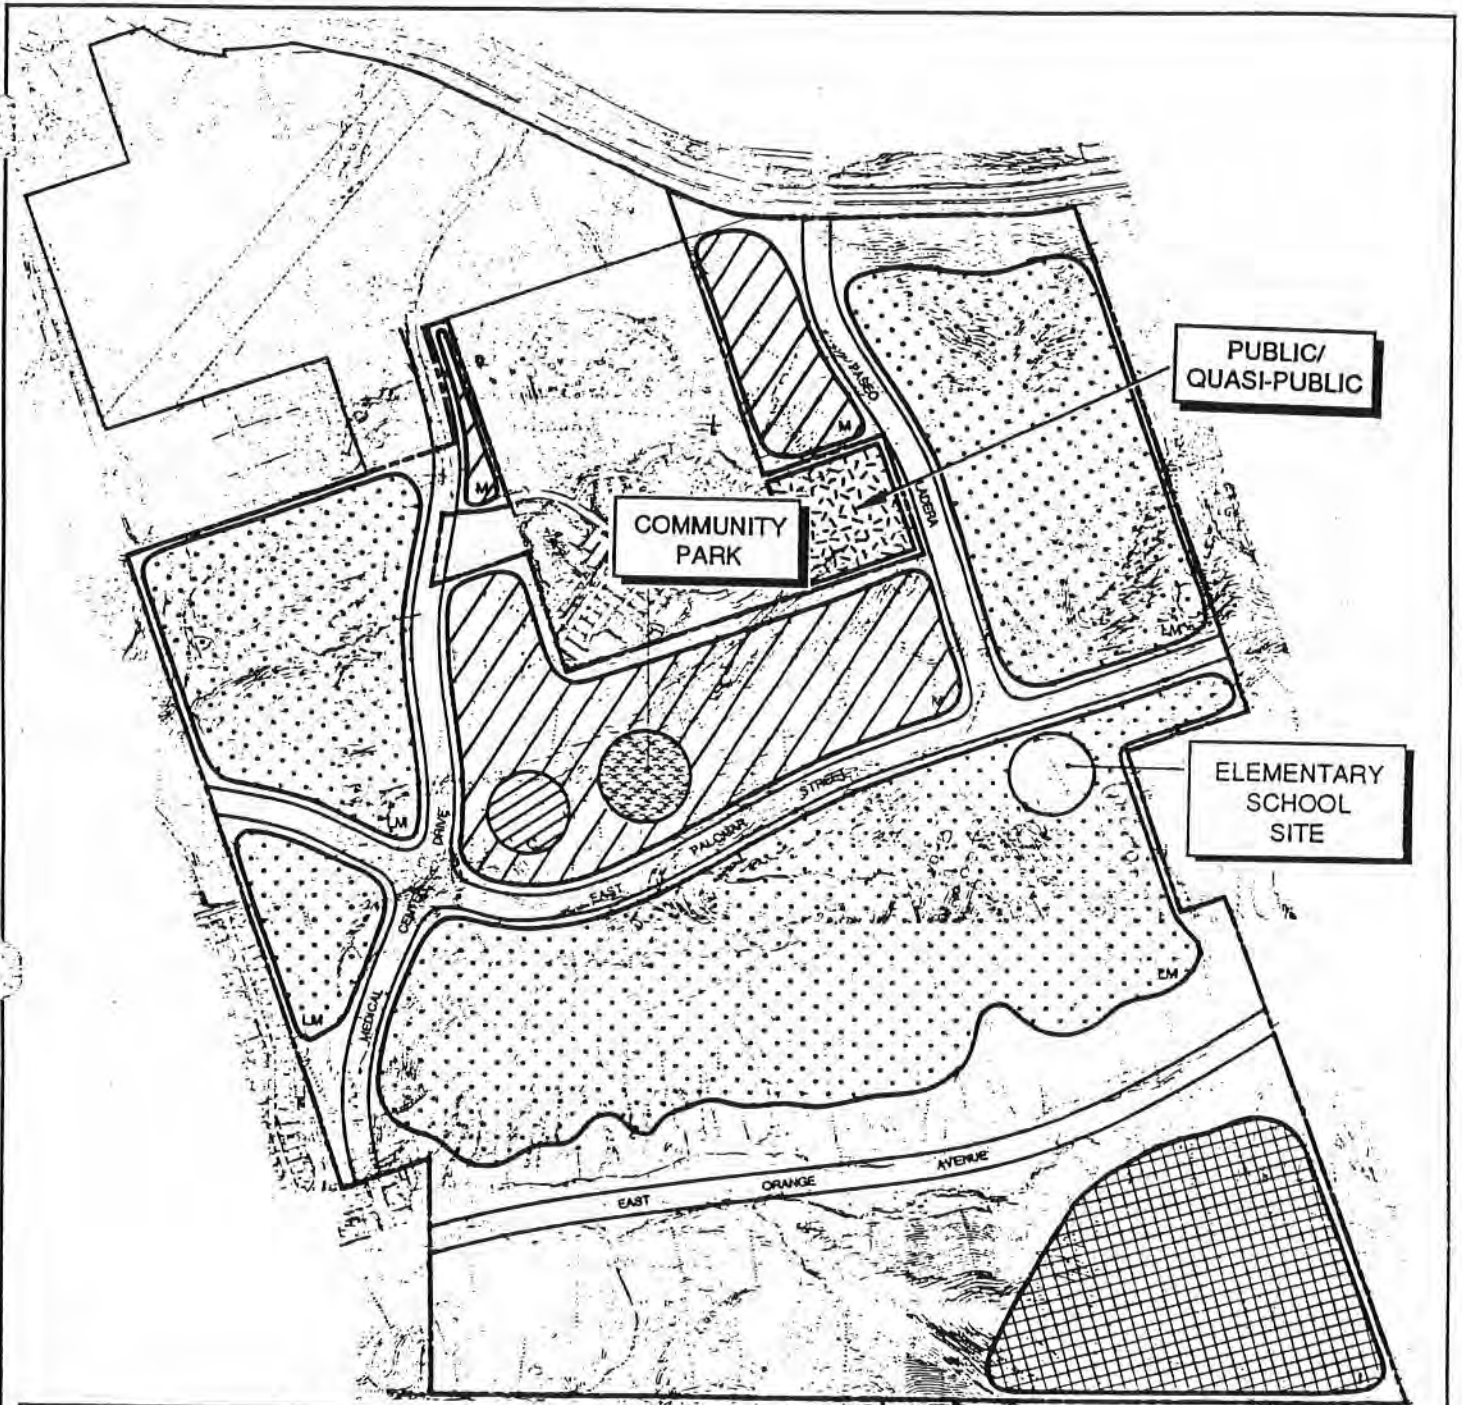 PUBLIC/
QUASI-PUBLIC
PASEO
M
LADERA
M
COMMUNITY
PARK
LM
M
ELEMENTARY
SCHOOL
SITE
STREET
PALOMAR
EAST
LM
DRIVE
CENTER
MEDICAL
C
LM
LM
AVENUE
ORANGE
EAST